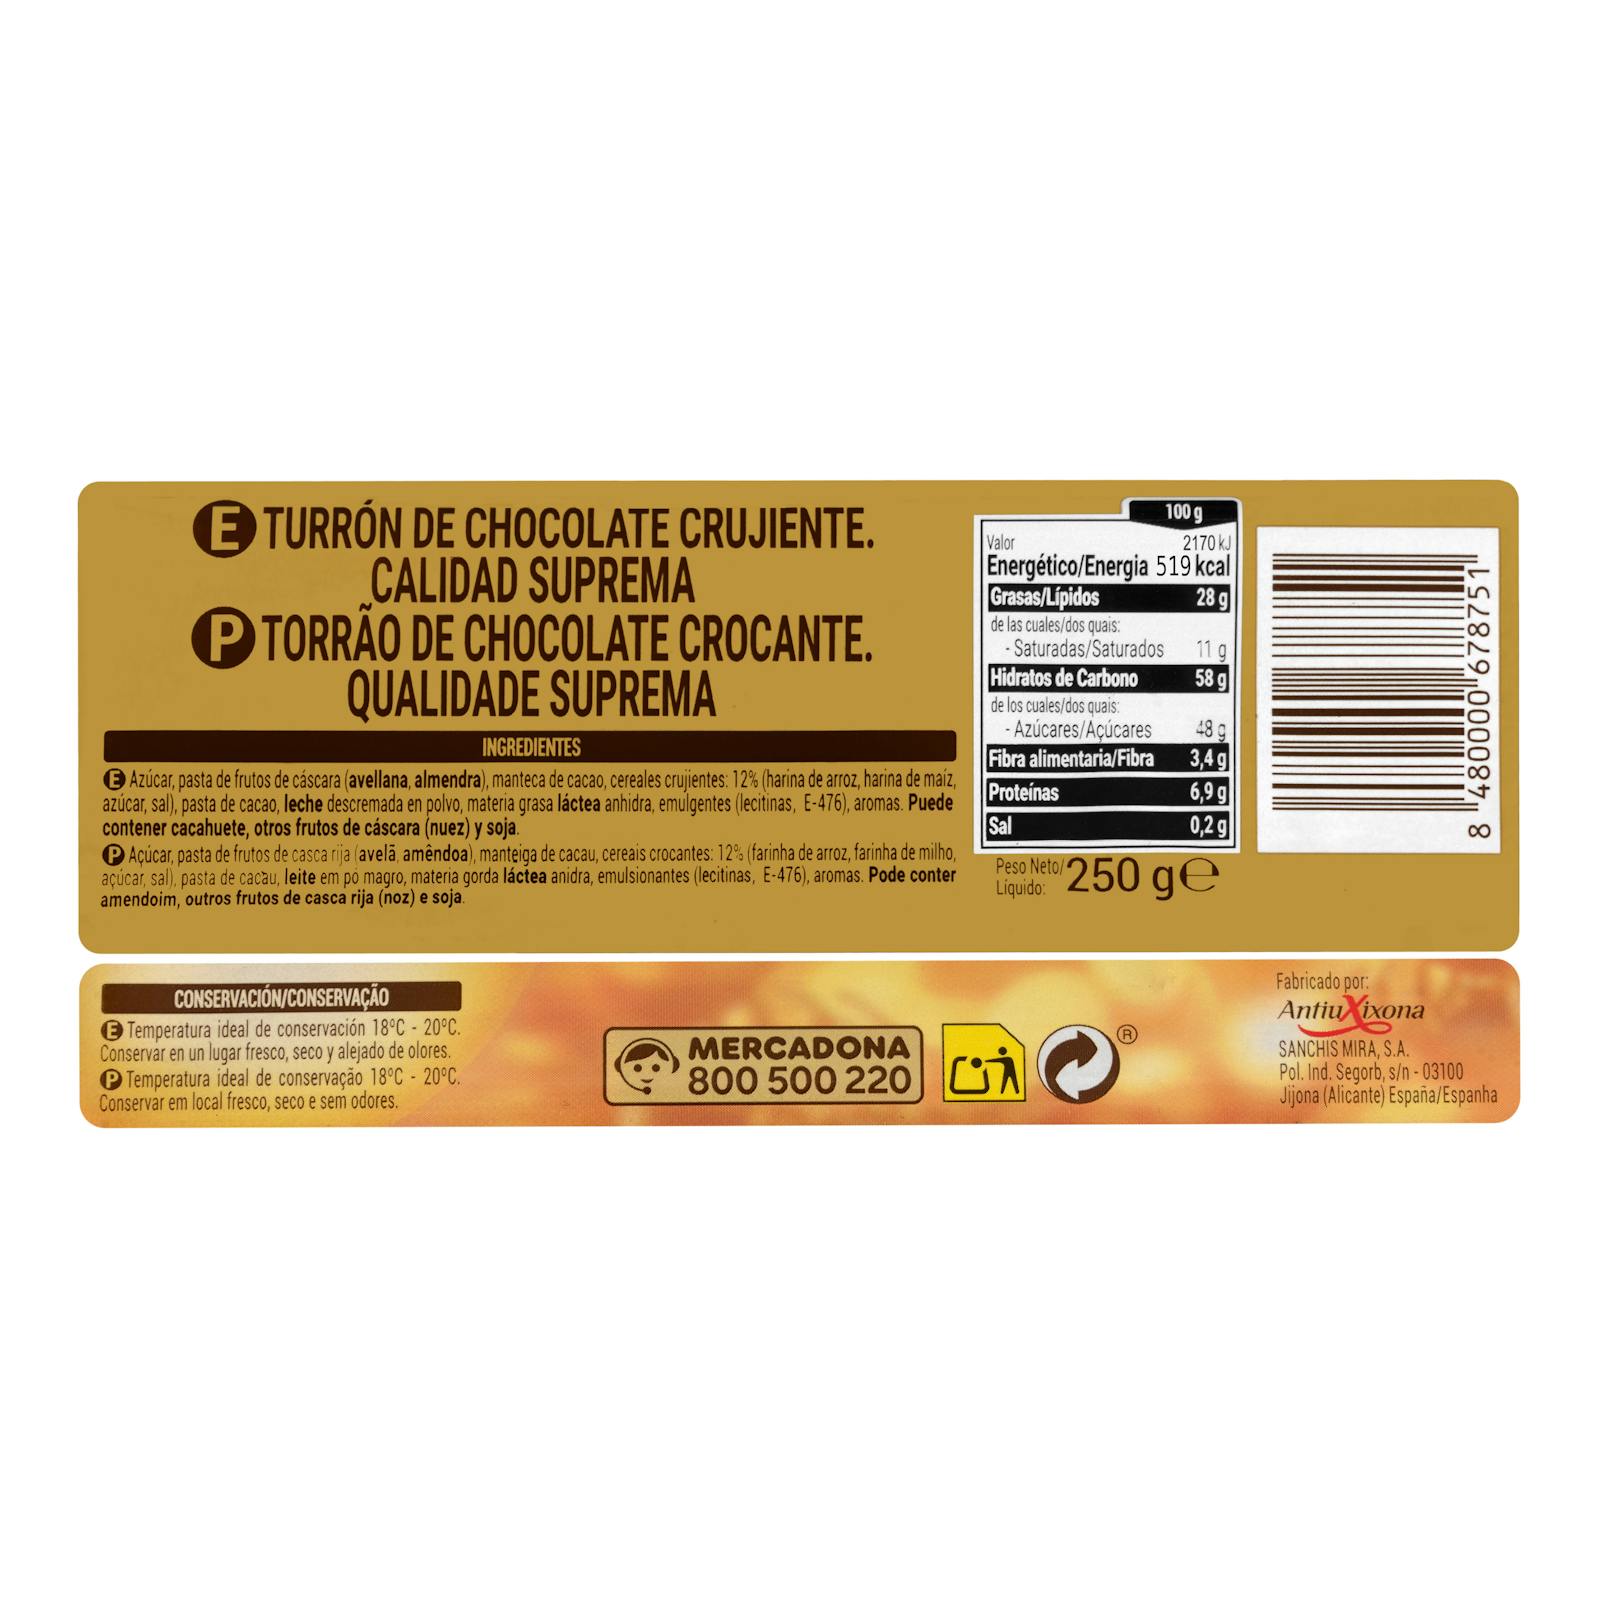 E TURRÓN DE CHOCOLATE CRUJIENTE.
CALIDAD SUPREMA
P TORRÃO DE CHOCOLATE CROCANTE.
QUALIDADE SUPREMA
INGREDIENTES
E Azúcar, pasta de frutos de cáscara (avellana, almendra), manteca de cacao, cereales crujientes: 12% (harina de arroz, harina de maíz,
azúcar, sal), pasta de cacao, leche descremada en polvo, materia grasa láctea anhidra, emulgentes (lecitinas, E-476), aromas. Puede
contener cacahuete, otros frutos de cáscara (nuez) y soja.
P Açúcar, pasta de frutos de casca rija (avelã, amêndoa), manteiga de cacau, cereais crocantes: 12% (farinha de arroz, farinha de milho,
açúcar, sal), pasta de cacau, leite em pó magro, materia gorda láctea anidra, emulsionantes (lecitinas, E-476), aromas. Pode conter
amendoim, outros frutos de casca rija (noz) e soja.
100 g
Valor 2170 kJ
Energético/Energia 519 kcal
Grasas/Lípidos 28 g
de las cuales/dos quais:
- Saturadas/Saturados 11 g
Hidratos de Carbono 58 g
de los cuales/dos quais:
- Azúcares/Açúcares 48 g
Fibra alimentaria/Fibra 3,4 g
Proteínas 6,9 g
Sal 0,2 g
Peso Neto/
Líquido: 250 g e
8 480000 678751
CONSERVACIÓN/CONSERVAÇÃO
E Temperatura ideal de conservación 18ºC - 20ºC.
Conservar en un lugar fresco, seco y alejado de olores.
P Temperatura ideal de conservação 18ºC - 20ºC.
Conservar em local fresco, seco e sem odores.
MERCADONA
800 500 220
®
Fabricado por:
AntiuXixona
SANCHIS MIRA, S.A.
Pol. Ind. Segorb, s/n - 03100
Jijona (Alicante) España/Espanha